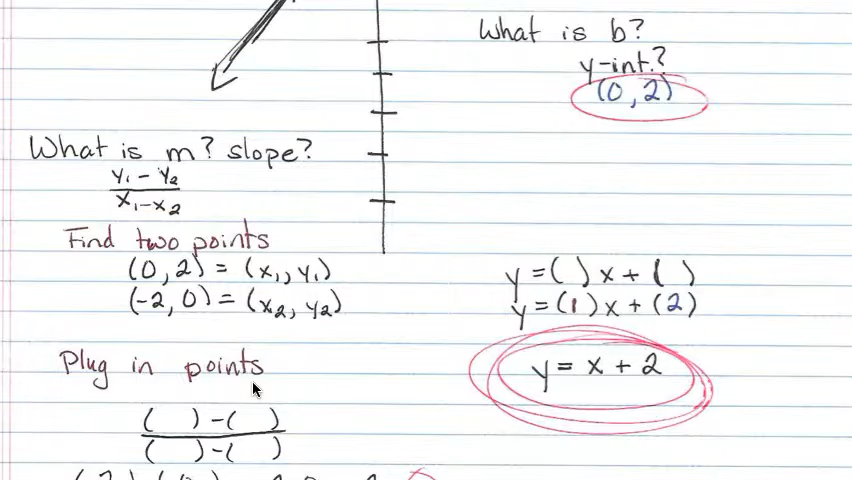 What is b?
y-int.?
(0, 2)
What is m? slope?
y₁ - y₂
x₁ - x₂
Find two points
(0, 2) = (x₁, y₁)
(-2, 0) = (x₂, y₂)
y = ( ) x + ( )
y = (1) x + (2)
y = x + 2
Plug in points
( ) - ( )
( ) - ( )